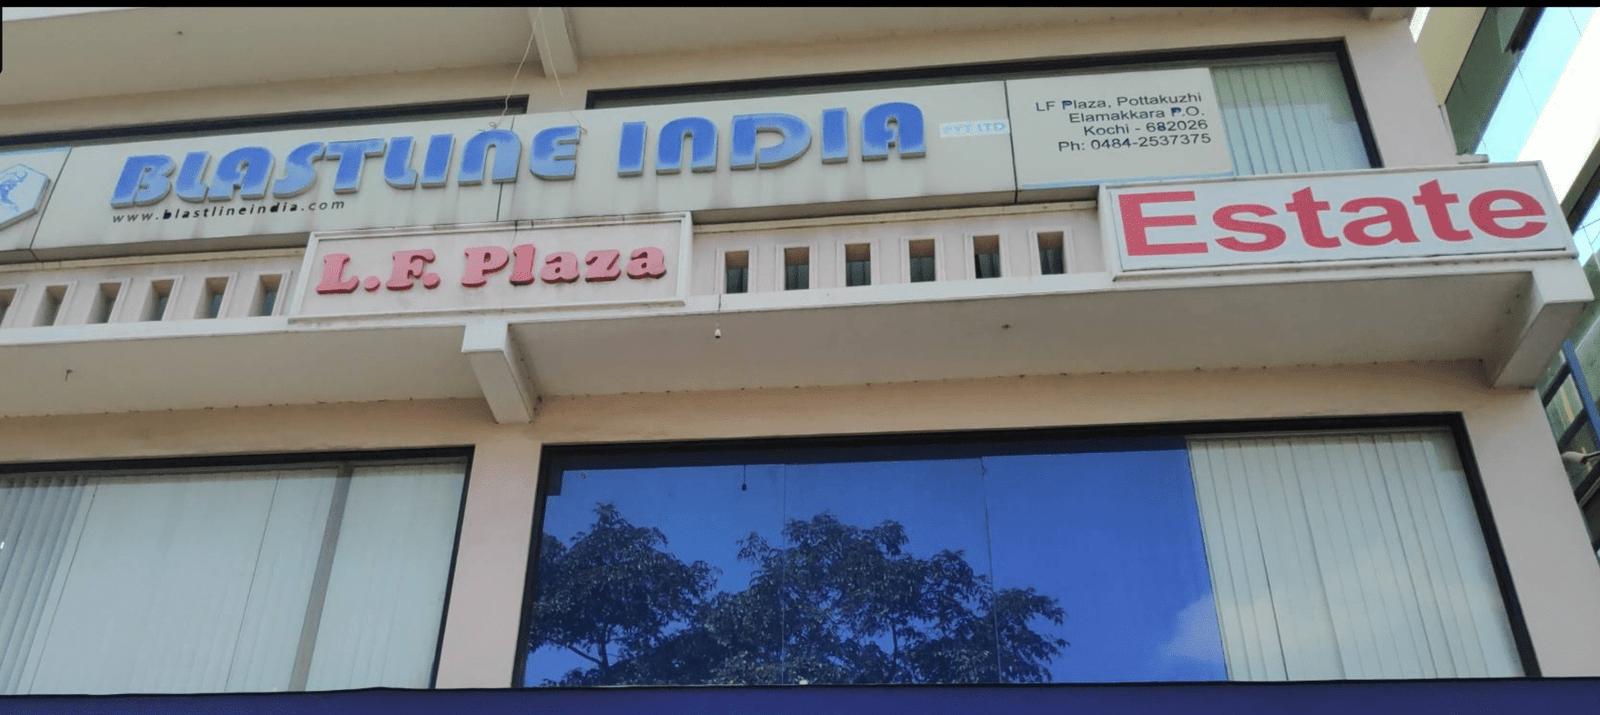 BLASTLINE INDIA PVT LTD
www.blastlineindia.com
LF Plaza, Pottakuzhi
Elamakkara P.O.
Kochi - 682026
Ph: 0484-2537375
L.F. Plaza
Estate